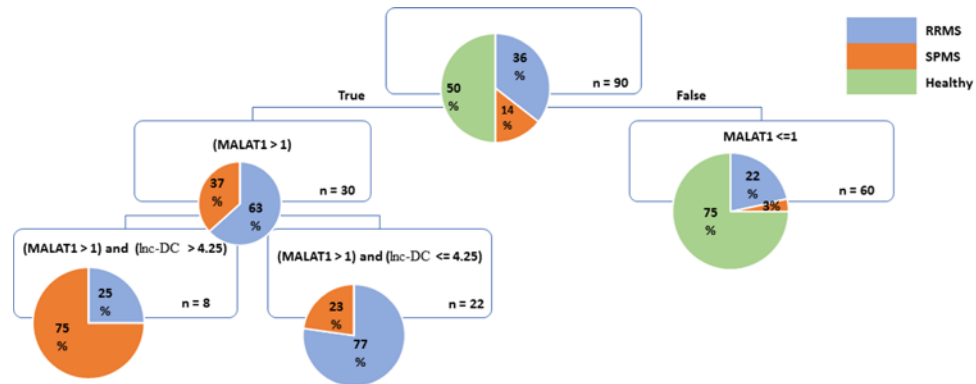 RRMS
SPMS
Healthy
36
%
50
%
14
%
n = 90
True
False
(MALAT1 > 1)
37
%
63
%
n = 30
MALAT1 <=1
22
%
3%
75
%
n = 60
(MALAT1 > 1) and (lnc-DC > 4.25)
25
%
75
%
n = 8
(MALAT1 > 1) and (lnc-DC <= 4.25)
23
%
77
%
n = 22